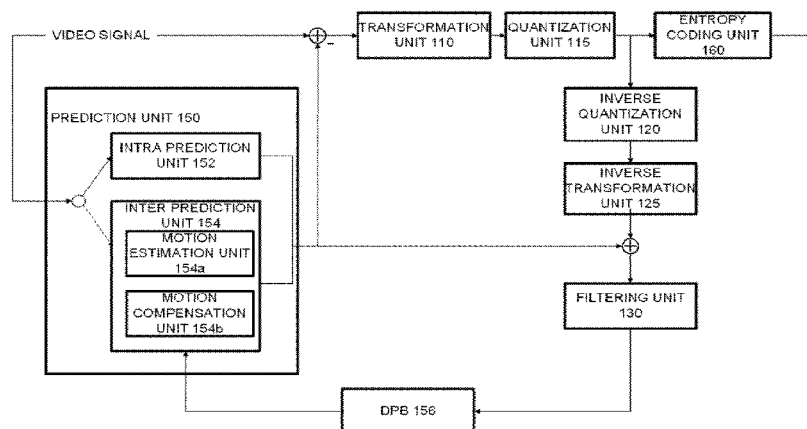 VIDEO SIGNAL
TRANSFORMATION
UNIT 110
QUANTIZATION
UNIT 115
ENTROPY
CODING UNIT
160
PREDICTION UNIT 150
INTRA PREDICTION
UNIT 152
INTER PREDICTION
UNIT 154
MOTION
ESTIMATION UNIT
154a
MOTION
COMPENSATION
UNIT 154b
INVERSE
QUANTIZATION
UNIT 120
INVERSE
TRANSFORMATION
UNIT 125
FILTERING UNIT
130
DPB 156